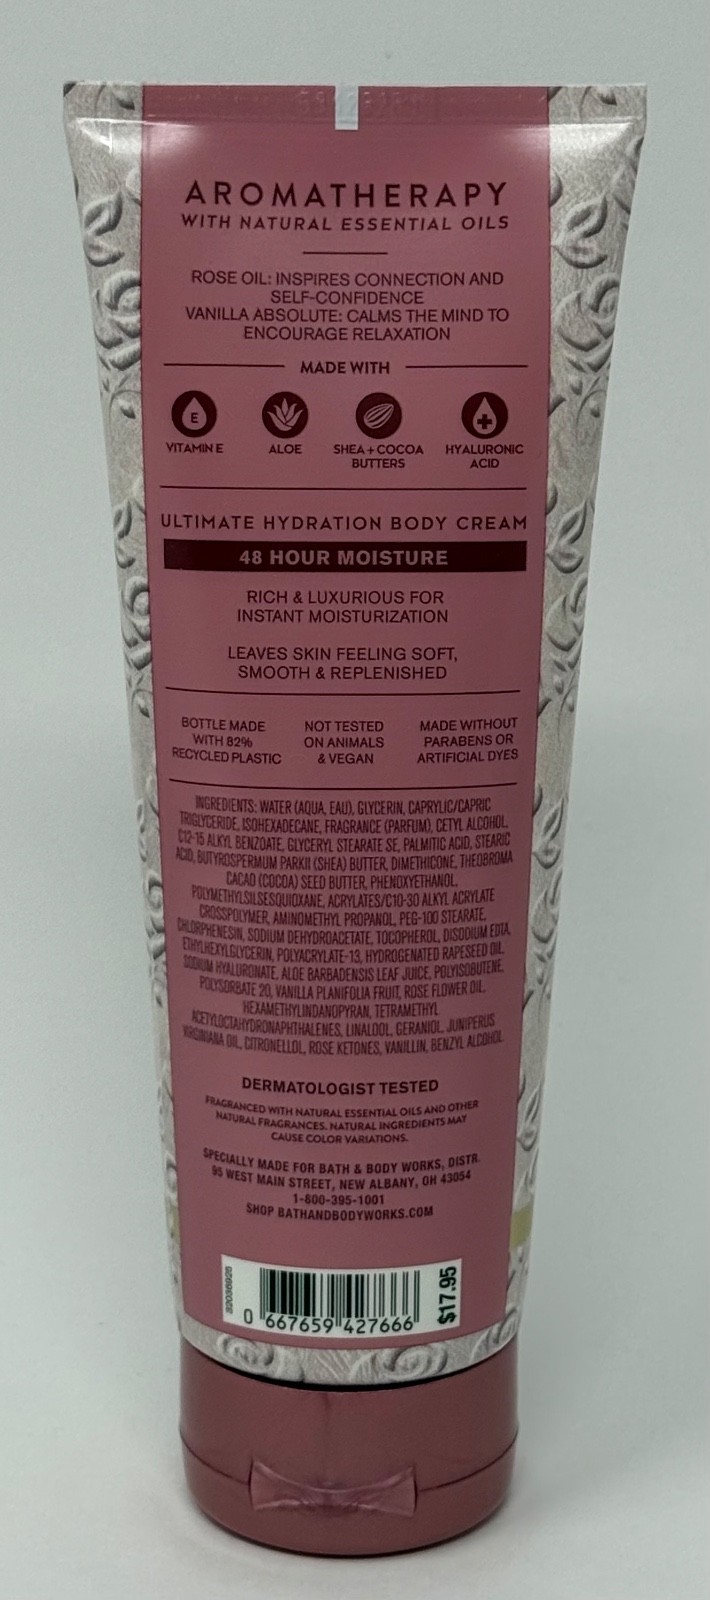 AROMATHERAPY
WITH NATURAL ESSENTIAL OILS
ROSE OIL: INSPIRES CONNECTION AND
SELF-CONFIDENCE
VANILLA ABSOLUTE: CALMS THE MIND TO
ENCOURAGE RELAXATION
MADE WITH
E
VITAMIN E
ALOE
SHEA + COCOA
BUTTERS
HYALURONIC
ACID
ULTIMATE HYDRATION BODY CREAM
48 HOUR MOISTURE
RICH & LUXURIOUS FOR
INSTANT MOISTURIZATION
LEAVES SKIN FEELING SOFT,
SMOOTH & REPLENISHED
BOTTLE MADE
WITH 82%
RECYCLED PLASTIC
NOT TESTED
ON ANIMALS
& VEGAN
MADE WITHOUT
PARABENS OR
ARTIFICIAL DYES
INGREDIENTS: WATER (AQUA, EAU), GLYCERIN, CAPRYLIC/CAPRIC
TRIGLYCERIDE, ISOHEXADECANE, FRAGRANCE (PARFUM), CETYL ALCOHOL,
C12-15 ALKYL BENZOATE, GLYCERYL STEARATE SE, PALMITIC ACID, STEARIC
ACID, BUTYROSPERMUM PARKII (SHEA) BUTTER, DIMETHICONE, THEOBROMA
CACAO (COCOA) SEED BUTTER, PHENOXYETHANOL,
POLYMETHYLSILSESQUIOXANE, ACRYLATES/C10-30 ALKYL ACRYLATE
CROSSPOLYMER, AMINOMETHYL PROPANOL, PEG-100 STEARATE,
CHLORPHENESIN, SODIUM DEHYDROACETATE, TOCOPHEROL, DISODIUM EDTA,
ETHYLHEXYLGLYCERIN, POLYACRYLATE-13, HYDROGENATED RAPESEED OIL,
SODIUM HYALURONATE, ALOE BARBADENSIS LEAF JUICE, POLYISOBUTENE,
POLYSORBATE 20, VANILLA PLANIFOLIA FRUIT, ROSE FLOWER OIL,
HEXAMETHYLINDANOPYRAN, TETRAMETHYL
ACETYLOCTAHYDRONAPHTHALENES, LINALOOL, GERANIOL, JUNIPERUS
VIRGINIANA OIL, CITRONELLOL, ROSE KETONES, VANILLIN, BENZYL ALCOHOL
DERMATOLOGIST TESTED
FRAGRANCED WITH NATURAL ESSENTIAL OILS AND OTHER
NATURAL FRAGRANCES. NATURAL INGREDIENTS MAY
CAUSE COLOR VARIATIONS.
SPECIALLY MADE FOR BATH & BODY WORKS, DISTR.
95 WEST MAIN STREET, NEW ALBANY, OH 43054
1-800-395-1001
SHOP BATHANDBODYWORKS.COM
0 667659 427666
$17.95